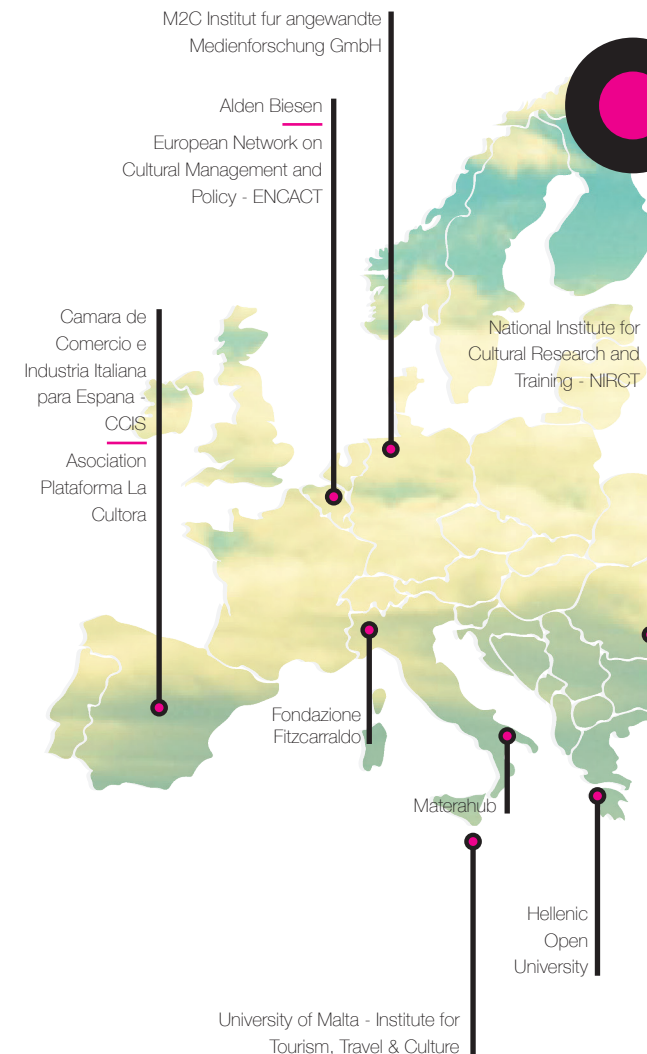 M2C Institut fur angewandte
Medienforschung GmbH
Alden Biesen
European Network on
Cultural Management and
Policy - ENCACT
Camara de
Comercio e
Industria Italiana
para Espana -
CCIS
Asociation
Plataforma La
Cultora
National Institute for
Cultural Research and
Training - NIRCT
Fondazione
Fitzcarraldo
Materahub
Hellenic
Open
University
University of Malta - Institute for
Tourism, Travel & Culture